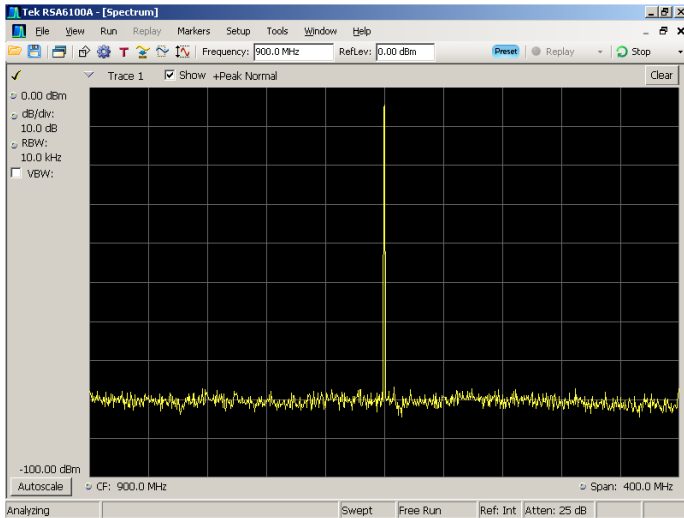 Tek RSA6100A - [Spectrum]
File View Run Replay Markers Setup Tools Window Help
Frequency: 900.0 MHz RefLev: 0.00 dBm Preset Replay Stop
Trace 1 Show +Peak Normal Clear
0.00 dBm
dB/div:
10.0 dB
RBW:
10.0 kHz
VBW:
-100.00 dBm
Autoscale CF: 900.0 MHz Span: 400.0 MHz
Analyzing Swept Free Run Ref: Int Atten: 25 dB